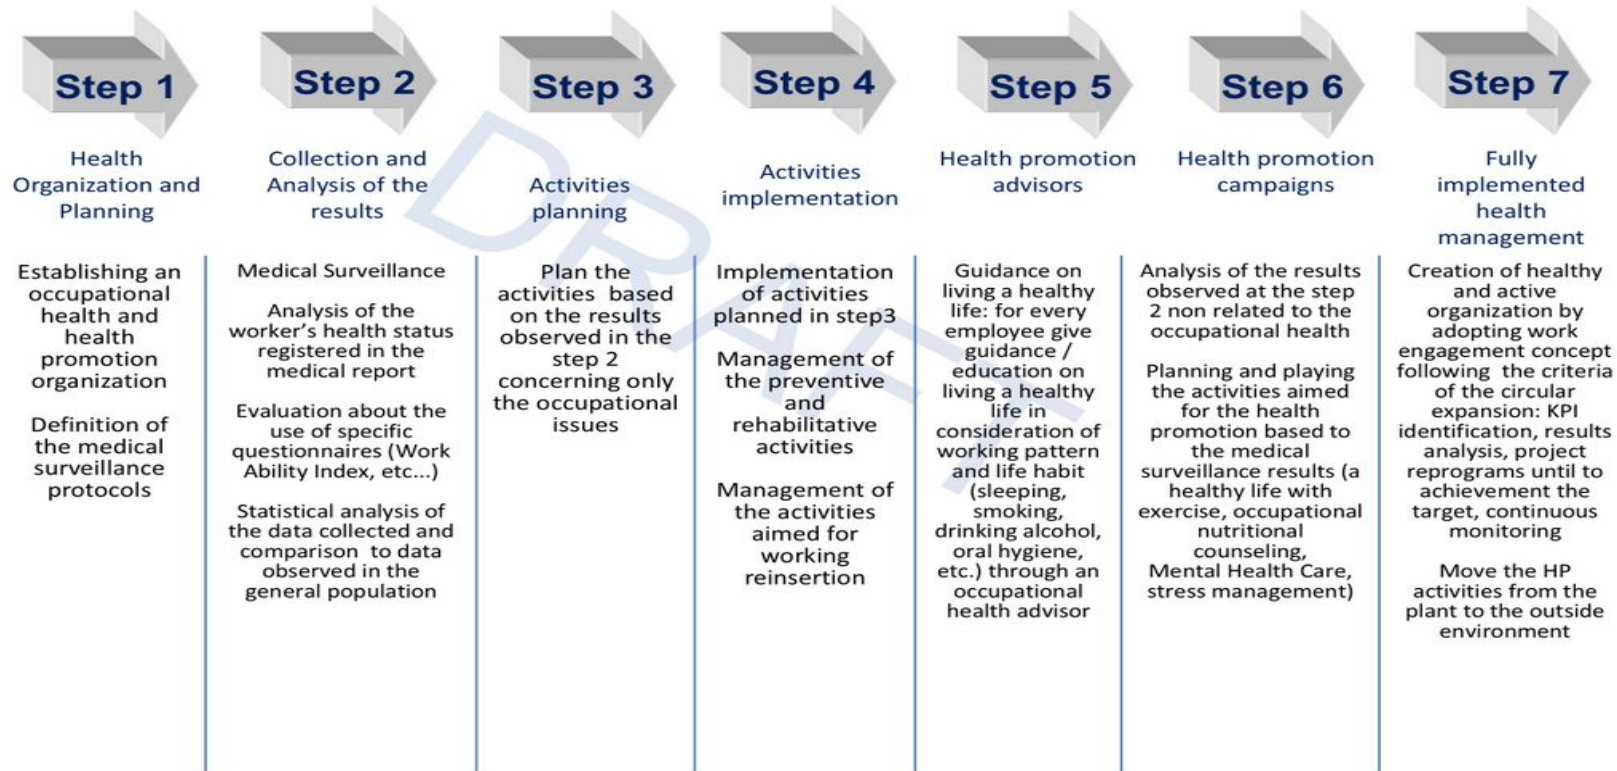 Step 1
Health
Organization and
Planning
Establishing an
occupational
health and
health
promotion
organization
Definition of
the medical
surveillance
protocols
Step 2
Collection and
Analysis of the
results
Medical Surveillance
Analysis of the
worker's health status
registered in the
medical report
Evaluation about the
use of specific
questionnaires (Work
Ability Index, etc...)
Statistical analysis of
the data collected and
comparison to data
observed in the
general population
Step 3
Activities
planning
Plan the
activities based
on the results
observed in the
step 2
concerning only
the occupational
issues
Step 4
Activities
implementation
Implementation
of activities
planned in step3
Management of
the preventive
and
rehabilitative
activities
Management of
the activities
aimed for
working
reinsertion
Step 5
Health promotion
advisors
Guidance on
living a healthy
life: for every
employee give
guidance /
education on
living a healthy
life in
consideration of
working pattern
and life habit
(sleeping,
smoking,
drinking alcohol,
oral hygiene,
etc.) through an
occupational
health advisor
Step 6
Health promotion
campaigns
Analysis of the results
observed at the step
2 non related to the
occupational health
Planning and playing
the activities aimed
for the health
promotion based to
the medical
surveillance results (a
healthy life with
exercise, occupational
nutritional
counseling,
Mental Health Care,
stress management)
Step 7
Fully
implemented
health
management
Creation of healthy
and active
organization by
adopting work
engagement concept
following the criteria
of the circular
expansion: KPI
identification, results
analysis, project
reprograms until to
achievement the
target, continuous
monitoring
Move the HP
activities from the
plant to the outside
environment
DRAFT